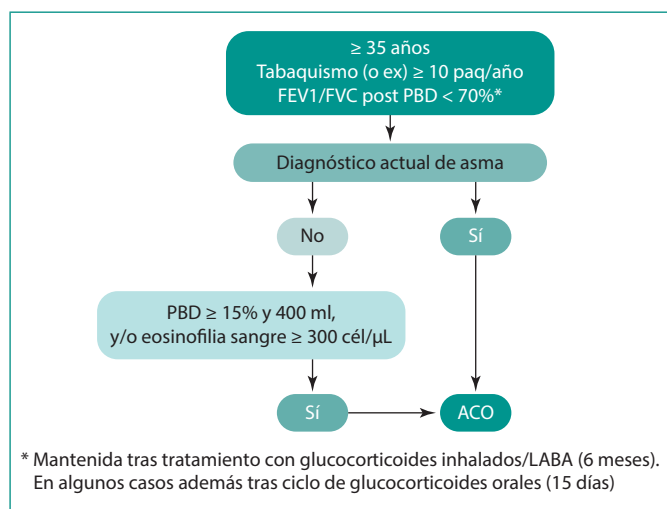 ≥ 35 años
Tabaquismo (o ex) ≥ 10 paq/año
FEV1/FVC post PBD < 70%*
Diagnóstico actual de asma
No
Sí
PBD ≥ 15% y 400 ml,
y/o eosinofilia sangre ≥ 300 cél/µL
Sí
ACO
* Mantenida tras tratamiento con glucocorticoides inhalados/LABA (6 meses).
En algunos casos además tras ciclo de glucocorticoides orales (15 días)